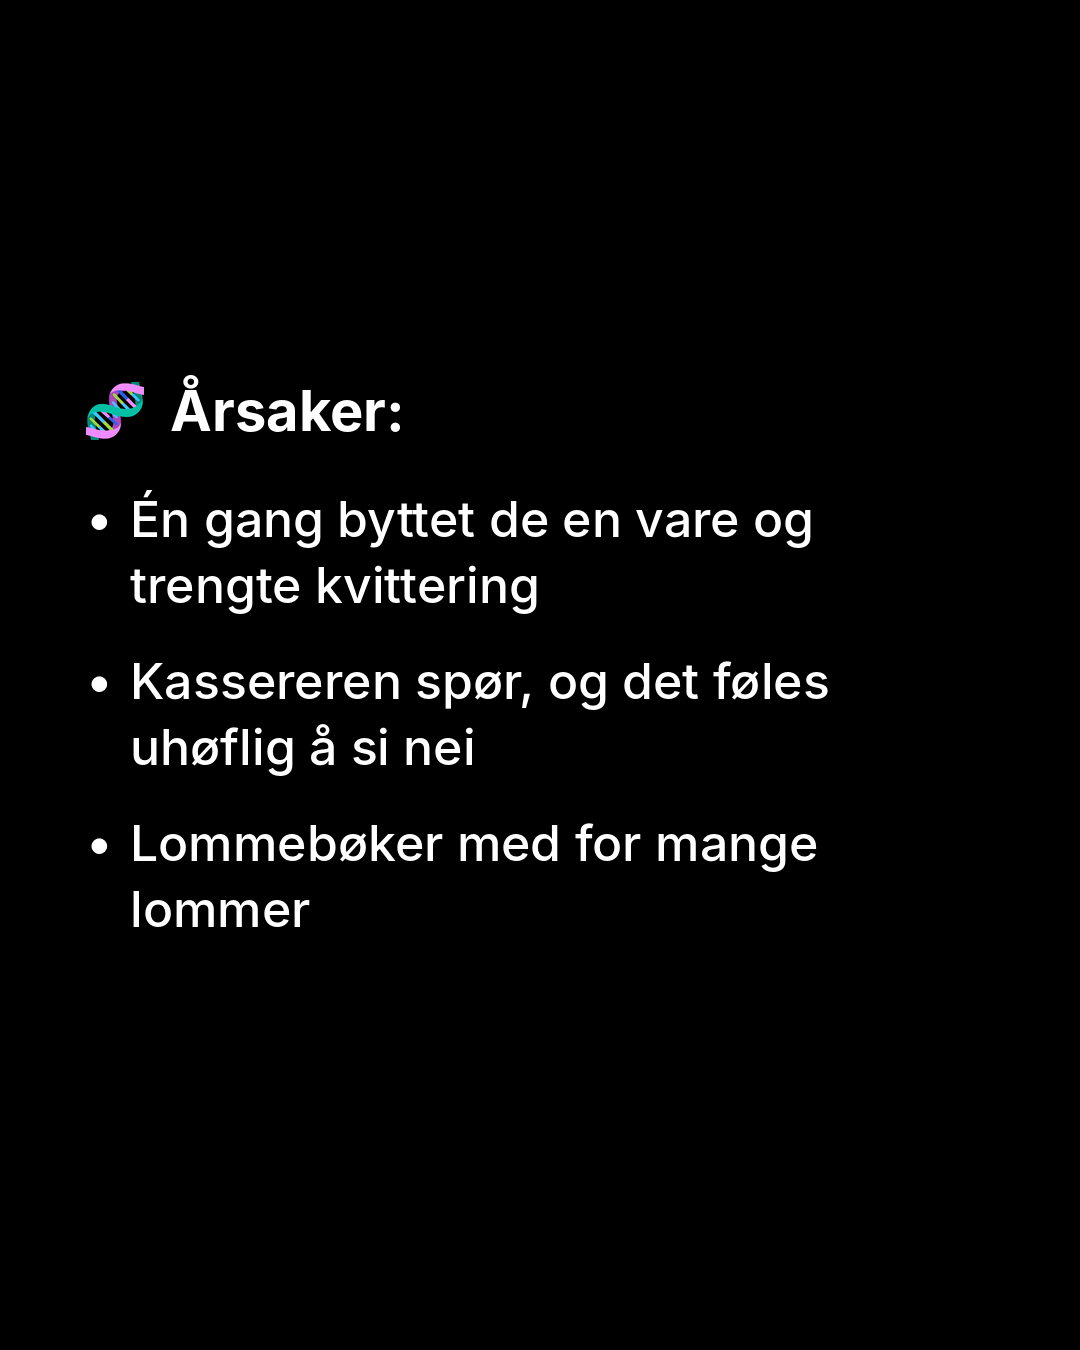 🧬 Årsaker:
• Én gang byttet de en vare og
trengte kvittering
• Kassereren spør, og det føles
uhøflig å si nei
• Lommebøker med for mange
lommer